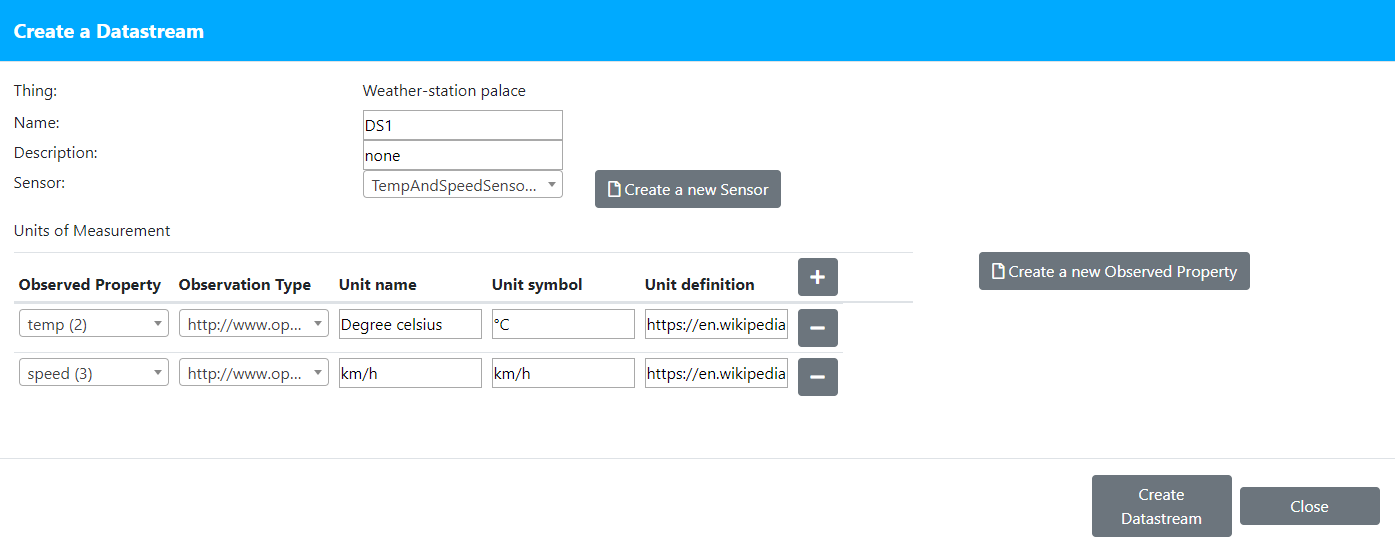 Create a Datastream
Thing: Weather-station palace
Name: DS1
Description: none
Sensor: TempAndSpeedSenso... Create a new Sensor
Units of Measurement
Create a new Observed Property
Observed Property Observation Type Unit name Unit symbol Unit definition +
temp (2) http://www.op... Degree celsius °C https://en.wikipedia −
speed (3) http://www.op... km/h km/h https://en.wikipedia −
Create
Datastream
Close